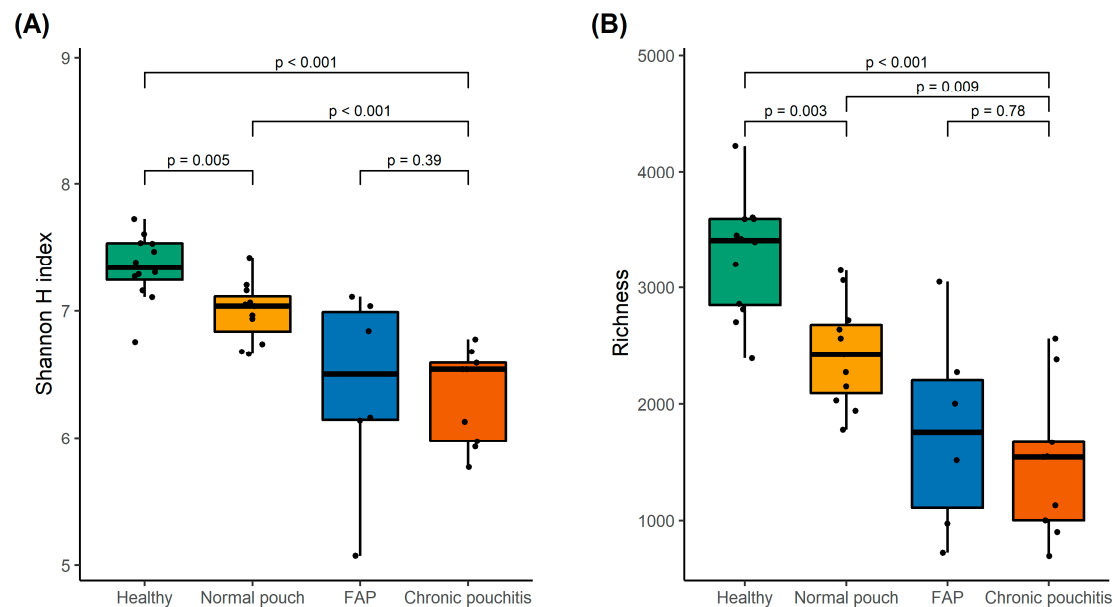 (A)
Shannon H index
9
8
7
6
5
p < 0.001
p < 0.001
p = 0.005
p = 0.39
Healthy
Normal pouch
FAP
Chronic pouchitis
(B)
Richness
5000
4000
3000
2000
1000
p < 0.001
p = 0.009
p = 0.003
p = 0.78
Healthy
Normal pouch
FAP
Chronic pouchitis